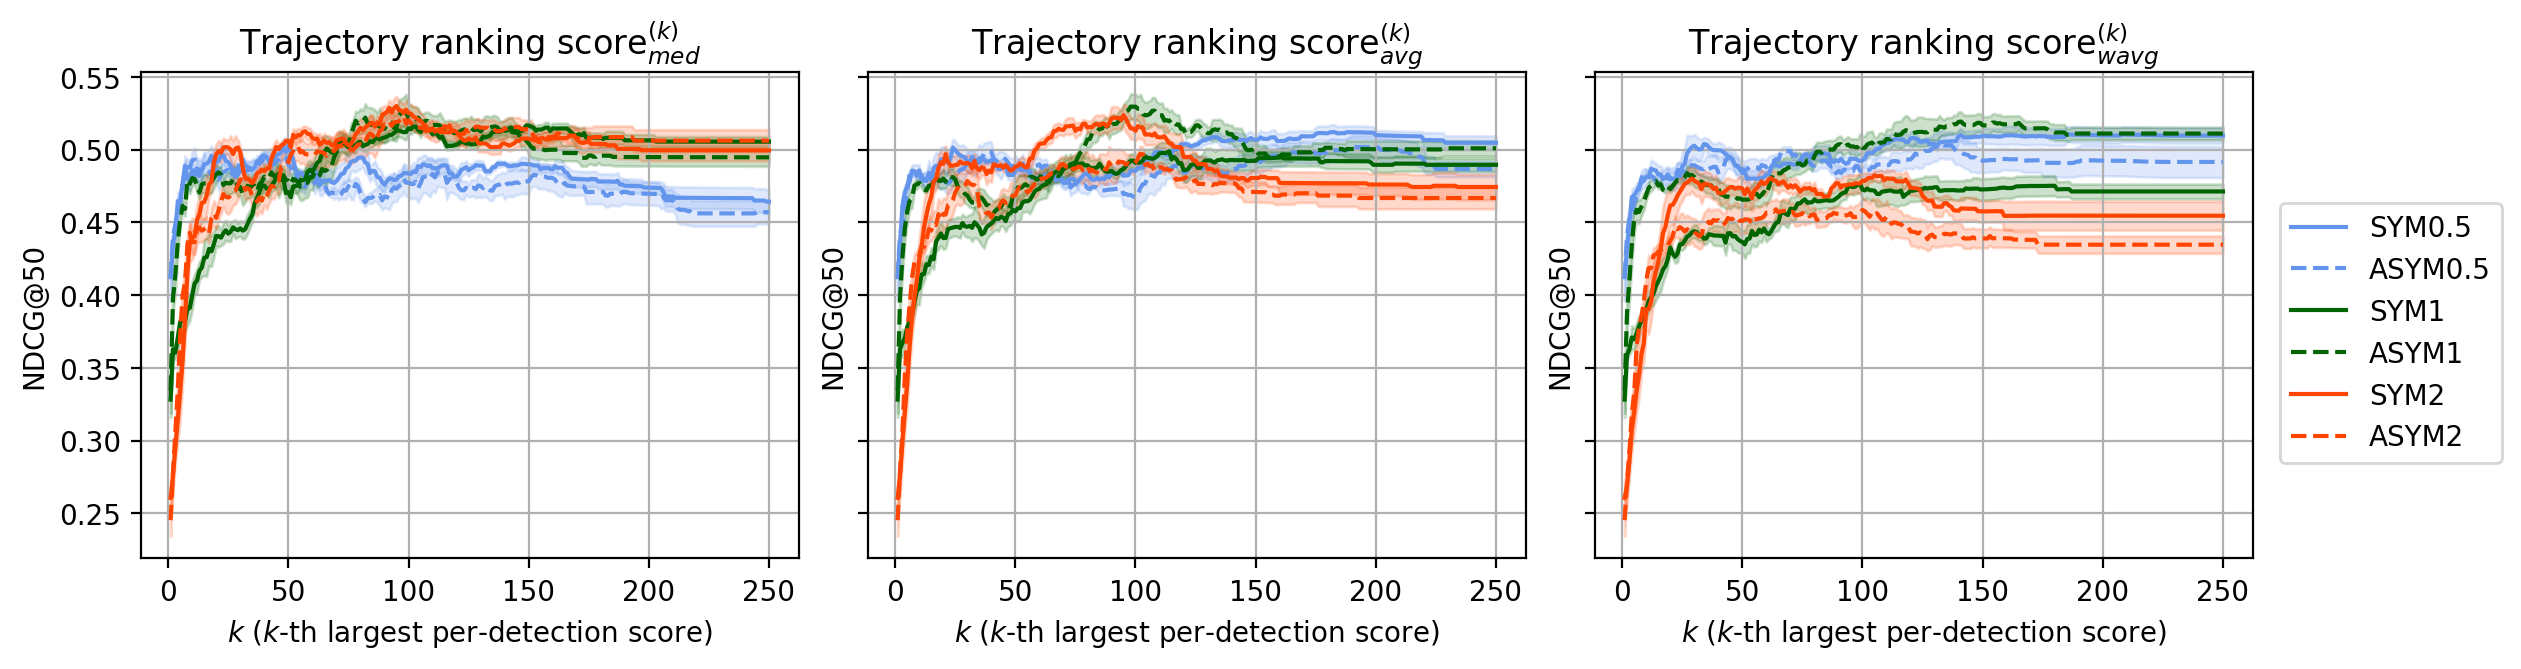 Trajectory ranking score_{med}^{(k)}
Trajectory ranking score_{avg}^{(k)}
Trajectory ranking score_{wavg}^{(k)}
NDCG@50
0.55
0.50
0.45
0.40
0.35
0.30
0.25
0 50 100 150 200 250
k (k-th largest per-detection score)
NDCG@50
0 50 100 150 200 250
k (k-th largest per-detection score)
NDCG@50
0 50 100 150 200 250
k (k-th largest per-detection score)
SYM0.5
ASYM0.5
SYM1
ASYM1
SYM2
ASYM2